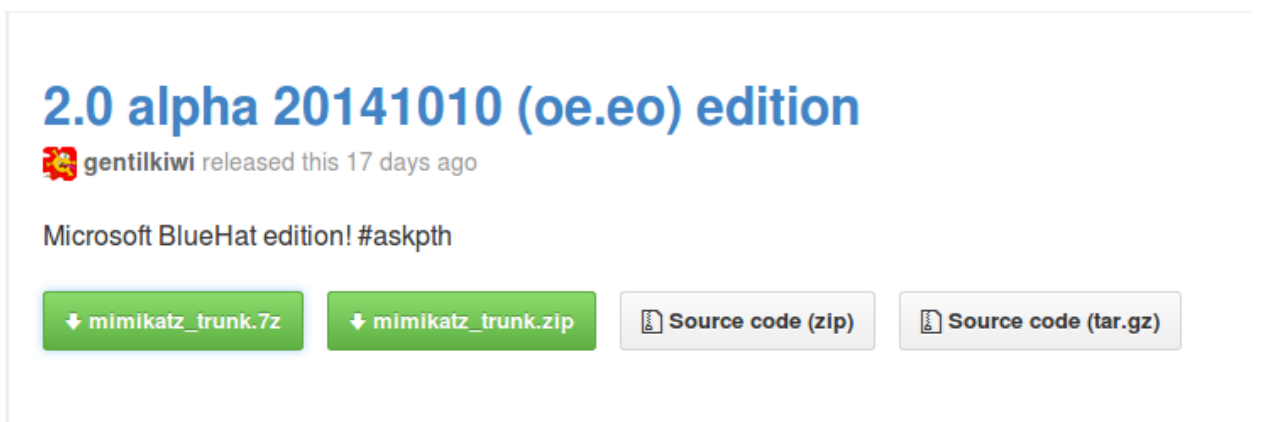 2.0 alpha 20141010 (oe.eo) edition
gentilkiwi released this 17 days ago
Microsoft BlueHat edition! #askpth
mimikatz_trunk.7z
mimikatz_trunk.zip
Source code (zip)
Source code (tar.gz)